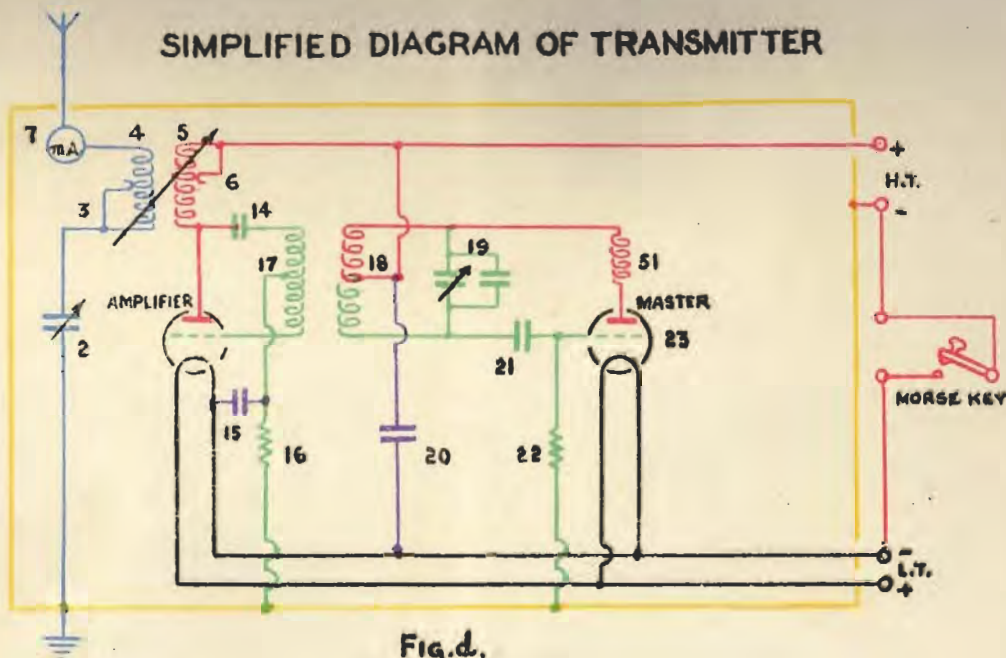 SIMPLIFIED DIAGRAM OF TRANSMITTER
7 mA 4 5
6
3
14
17
18
19
51
+
H.T.
-
AMPLIFIER
MASTER
2
21
23
MORSE KEY
15
16
20
22
-
L.T.
+
Fig.d.